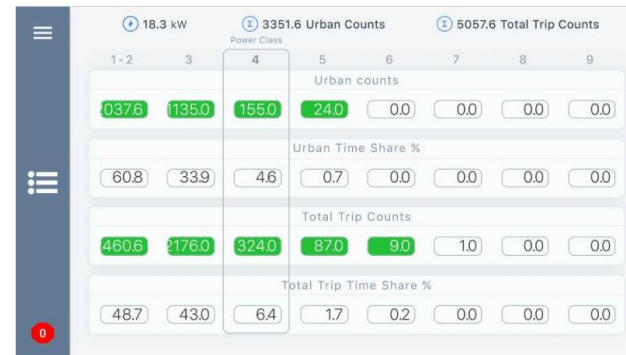 18.3 kW
Σ 3351.6 Urban Counts
Σ 5057.6 Total Trip Counts
Power Class
1-2 3 4 5 6 7 8 9
Urban counts
037.6 1135.0 155.0 24.0 0.0 0.0 0.0 0.0
Urban Time Share %
60.8 33.9 4.6 0.7 0.0 0.0 0.0 0.0
Total Trip Counts
460.6 2176.0 324.0 87.0 9.0 1.0 0.0 0.0
Total Trip Time Share %
48.7 43.0 6.4 1.7 0.2 0.0 0.0 0.0
0